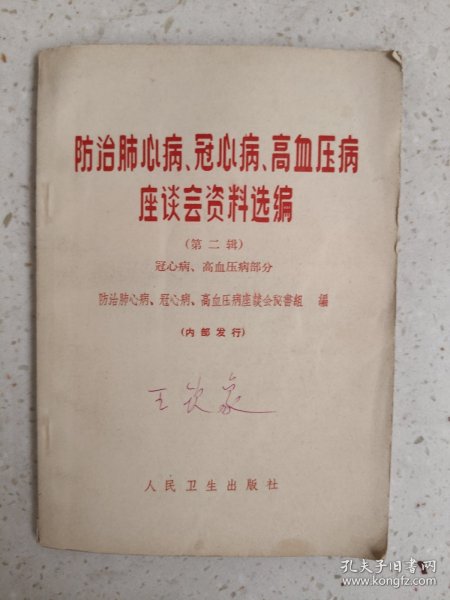 防治肺心病、冠心病、高血压病
座谈会资料选编
(第二辑)
冠心病、高血压病部分
防治肺心病、冠心病、高血压病座谈会秘书组 编
(内部发行)
王
人民卫生出版社
孔夫子旧书网
www.kongfz.com